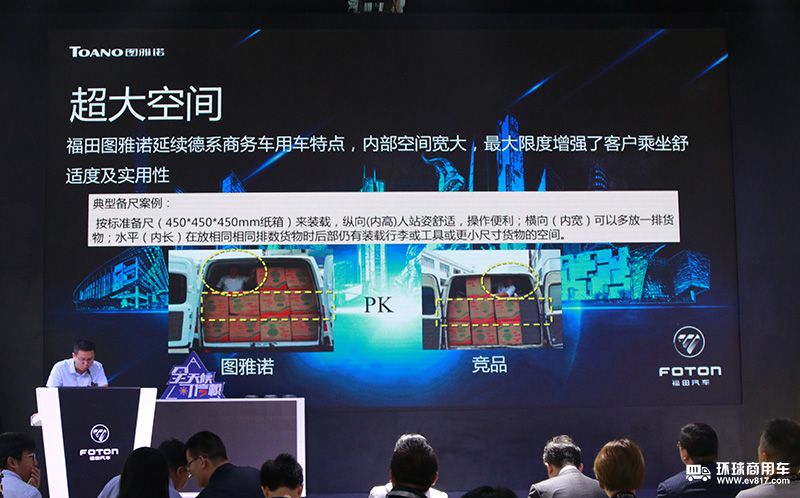 TOANO图雅诺
超大空间
福田图雅诺延续德系商务车用车特点，内部空间宽大，最大限度增强了客户乘坐舒
适度及实用性
典型备尺案例：
按标准备尺（450*450*450mm纸箱）来装载，纵向(内高)人站姿舒适，操作便利；横向（内宽）可以多放一排货
物；水平（内长）在放相同相同排数货物时后部仍有装载行李或工具或更小尺寸货物的空间。
PK
图雅诺
竞品
FOTON
福田汽车
全天候
FOTON
福田汽车
环球商用车
www.ev817.com